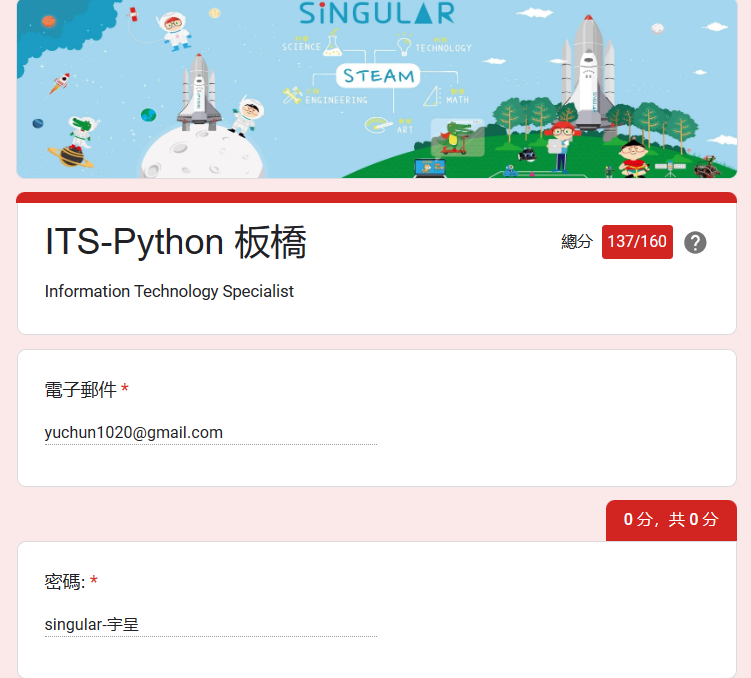 SiNGULAR
SCIENCE
TECHNOLOGY
STEAM
ENGINEERING
MATH
ART
ITS-Python 板橋
總分 137/160
Information Technology Specialist
電子郵件 *
yuchun1020@gmail.com
0 分，共 0 分
密碼: *
singular-宇呈